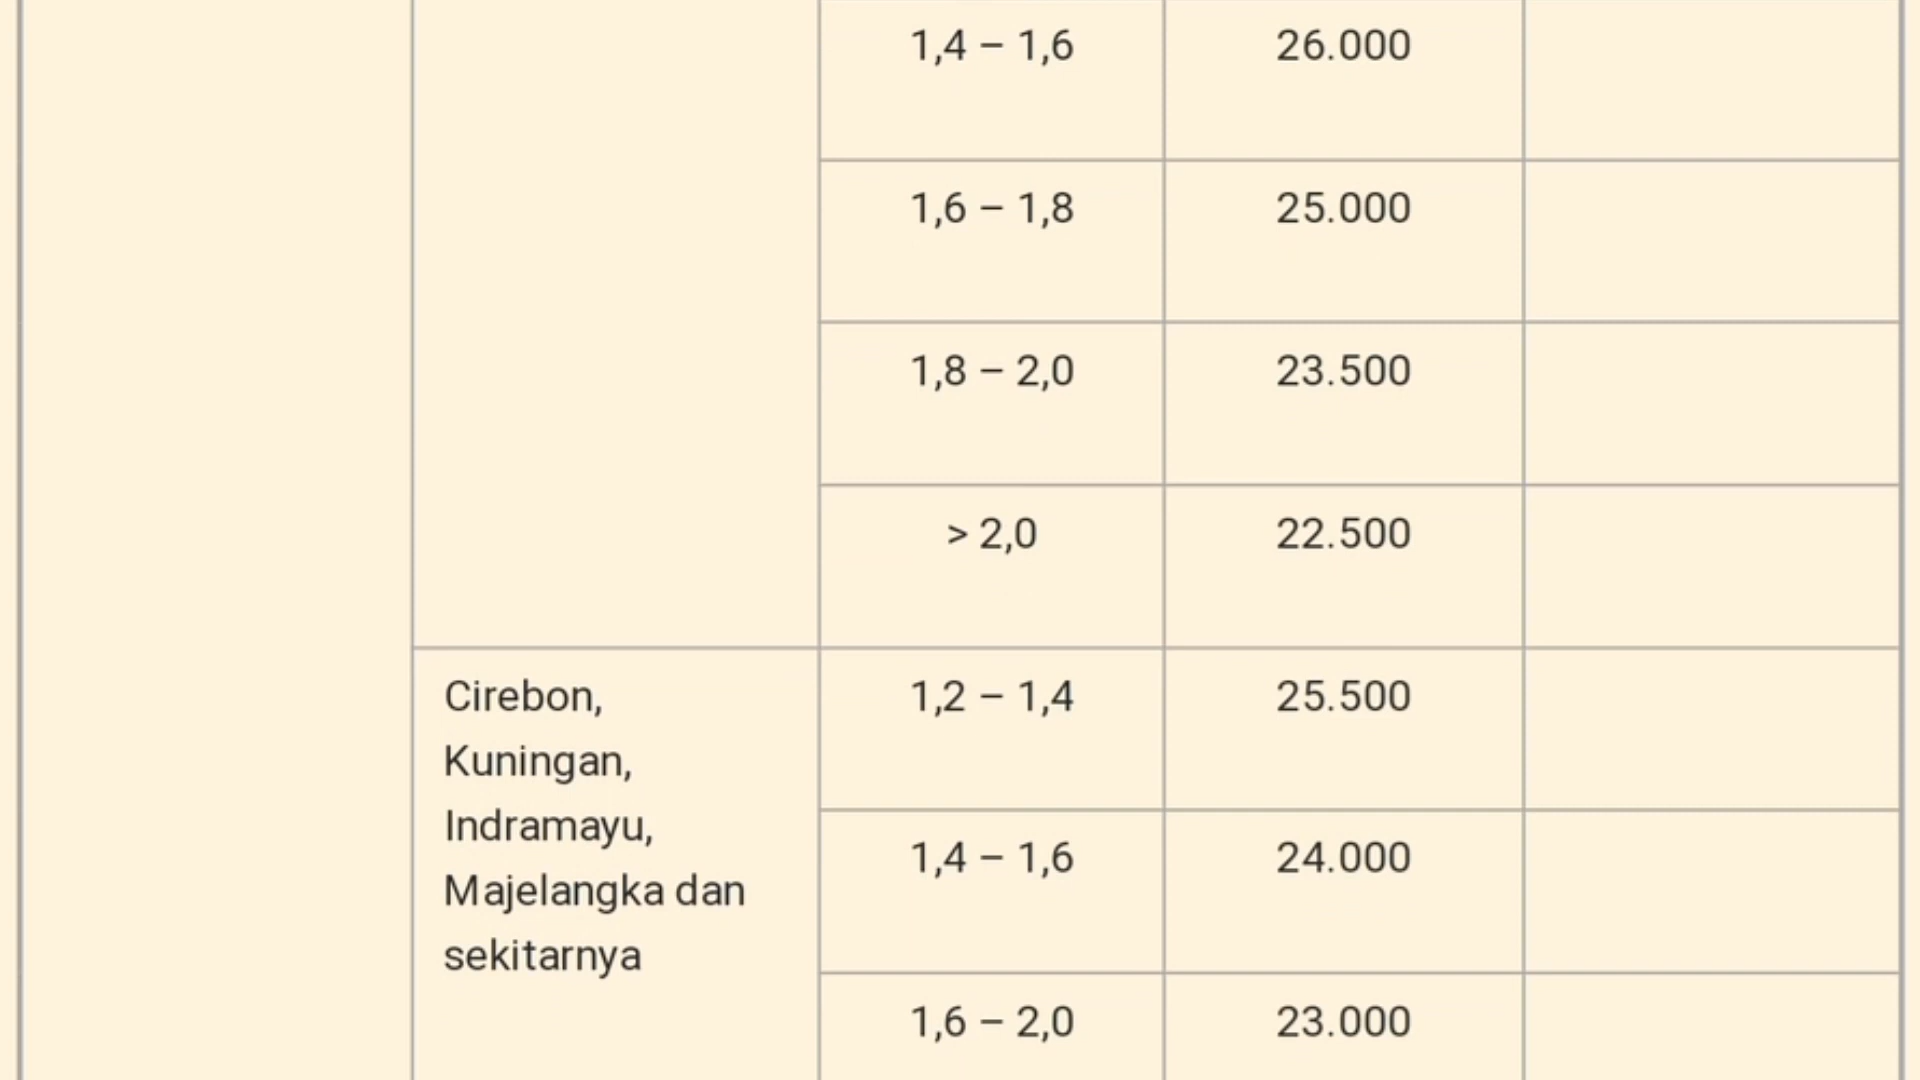 1,4 – 1,6 26.000
1,6 – 1,8 25.000
1,8 – 2,0 23.500
> 2,0 22.500
Cirebon,
Kuningan,
Indramayu,
Majelangka dan
sekitarnya
1,2 – 1,4 25.500
1,4 – 1,6 24.000
1,6 – 2,0 23.000